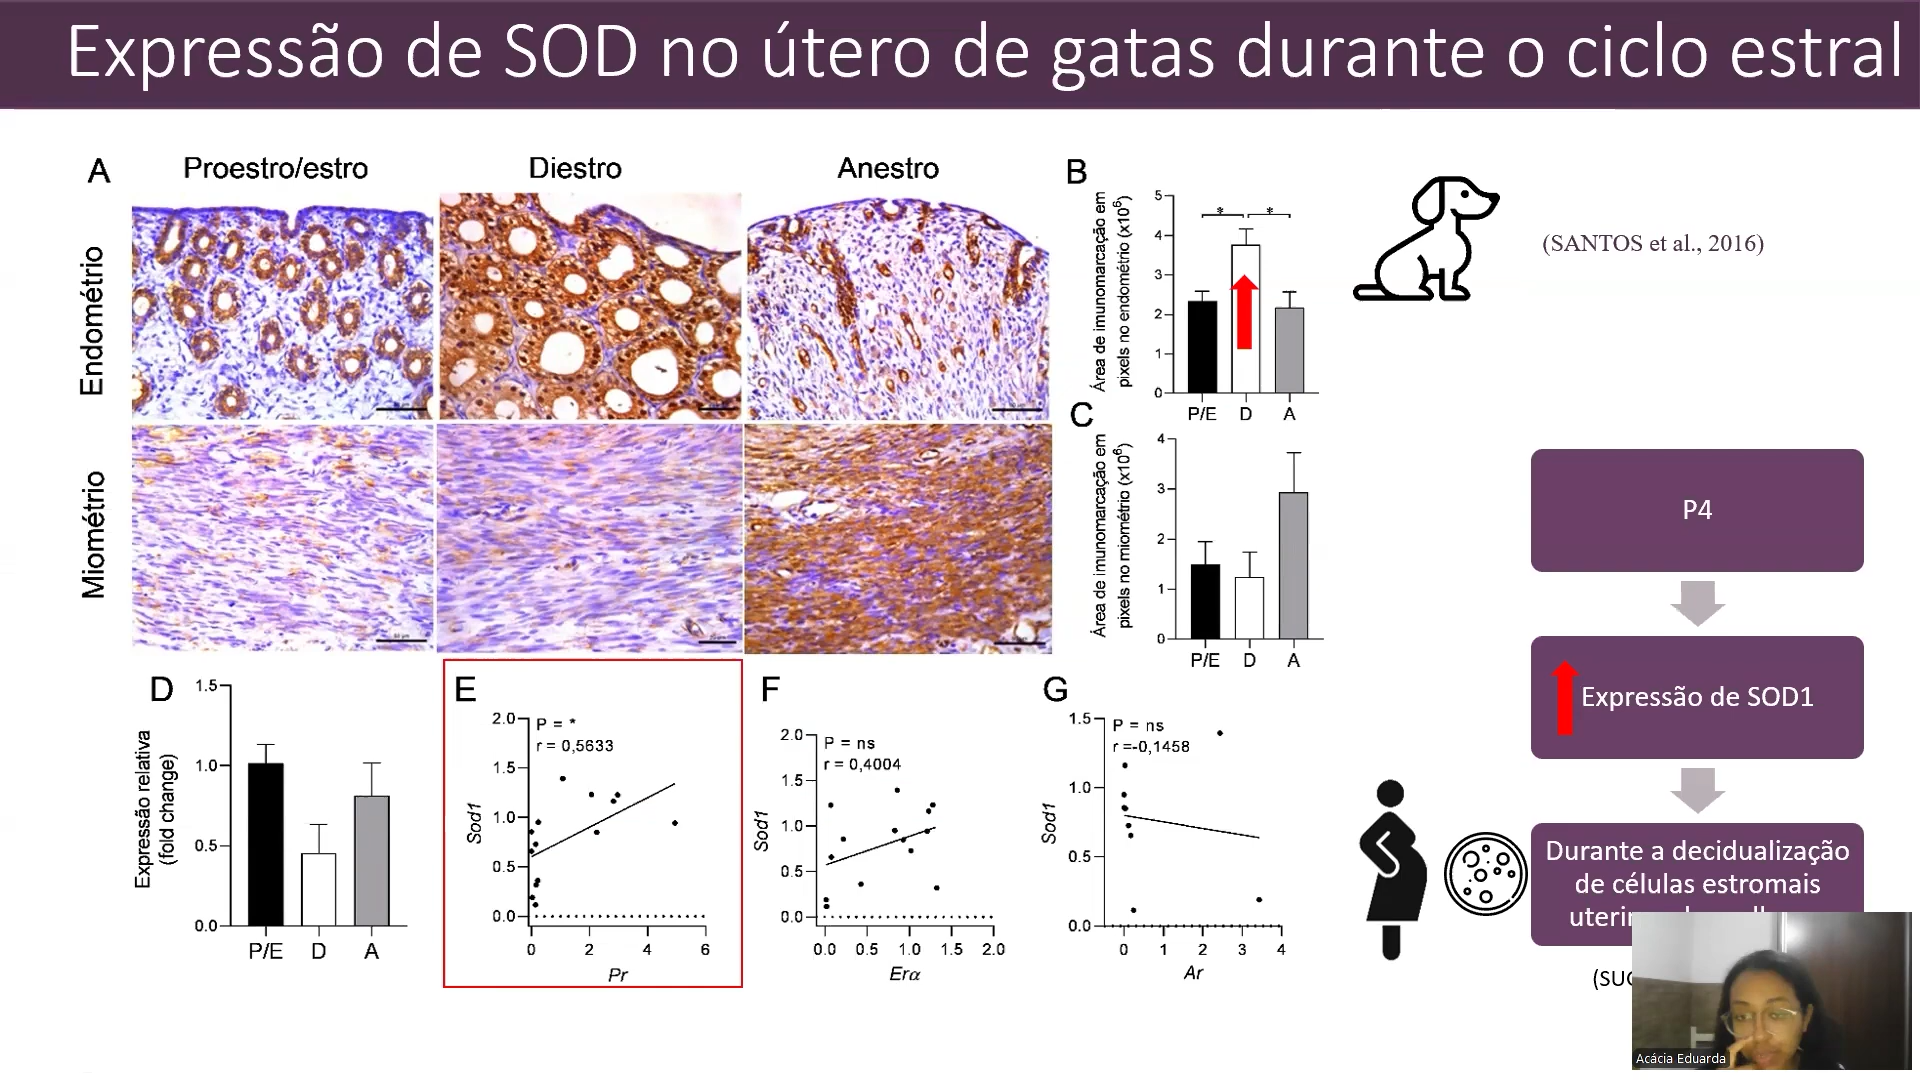 Expressão de SOD no útero de gatas durante o ciclo estral
A
Proestro/estro
Diestro
Anestro
Endométrio
Miométrio
B
Área de imunomarcação em
pixels no endométrio (x10⁶)
5
4
3
2
1
0
* *
P/E D A
(SANTOS et al., 2016)
C
Área de imunomarcação em
pixels no miométrio (x10⁶)
4
3
2
1
0
P/E D A
D
Expressão relativa
(fold change)
1.5
1.0
0.5
0.0
P/E D A
E
P = *
r = 0,5633
Sod1
2.0
1.5
1.0
0.5
0.0
0 2 4 6
Pr
F
P = ns
r = 0,4004
Sod1
2.0
1.5
1.0
0.5
0.0
0.0 0.5 1.0 1.5 2.0
Erα
G
P = ns
r =-0,1458
Sod1
1.5
1.0
0.5
0.0
0 1 2 3 4
Ar
P4
Expressão de SOD1
Durante a decidualização
de células estromais
(SU
Acácia Eduarda